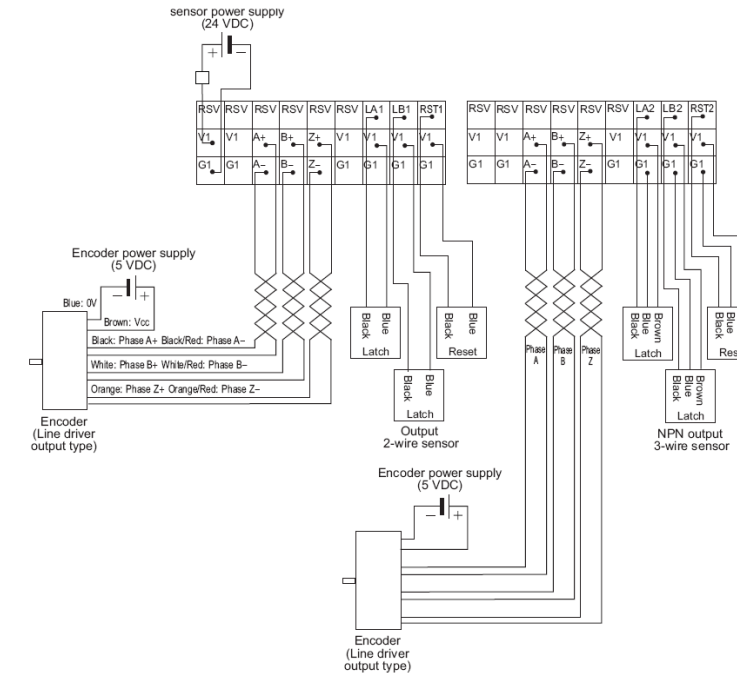 sensor power supply
(24 VDC)
+ −
RSV RSV RSV RSV RSV RSV LA1 LB1 RST1
V1 V1 A+ B+ Z+ V1 V1 V1 V1
G1 G1 A− B− Z− G1 G1 G1 G1
RSV RSV RSV RSV RSV RSV LA2 LB2 RST2
V1 V1 A+ B+ Z+ V1 V1 V1 V1
G1 G1 A− B− Z− G1 G1 G1 G1
Encoder power supply
(5 VDC)
− +
Blue: 0V
Brown: Vcc
Black: Phase A+ Black/Red: Phase A−
White: Phase B+ White/Red: Phase B−
Orange: Phase Z+ Orange/Red: Phase Z−
Encoder
(Line driver
output type)
Black Blue
Latch
Black Blue
Reset
Black Blue
Latch
Output
2-wire sensor
Phase A
Phase B
Phase Z
Black Blue Brown
Latch
Black Blue
Res
Black Blue Brown
Latch
NPN output
3-wire sensor
Encoder power supply
(5 VDC)
− +
Encoder
(Line driver
output type)